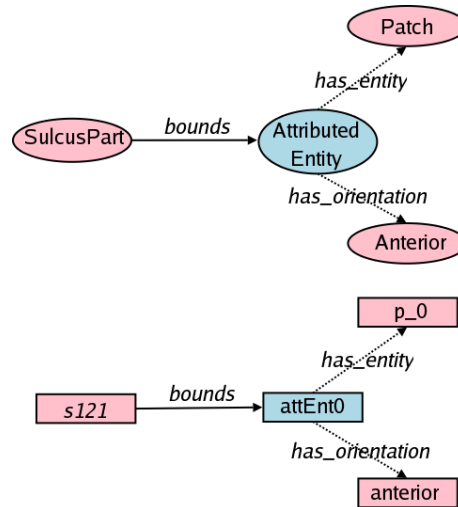 Patch
has_entity
SulcusPart
bounds
Attributed
Entity
has_orientation
Anterior
p_0
has_entity
s121
bounds
attEnt0
has_orientation
anterior